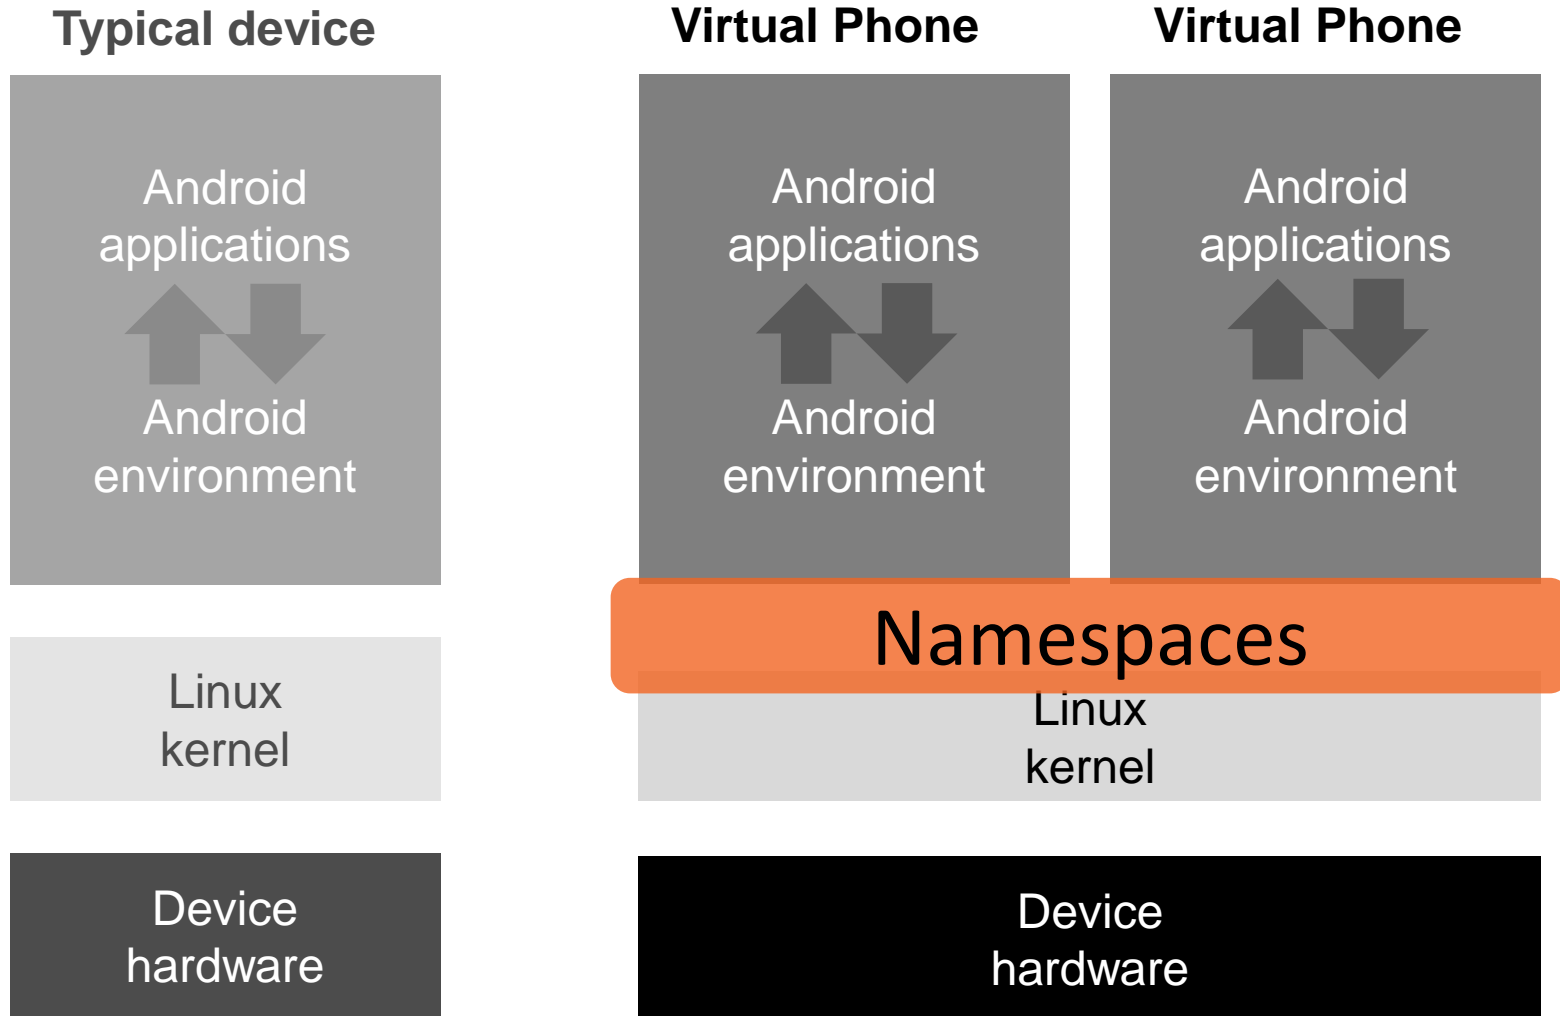 Typical device
Android
applications
Android
environment
Linux
kernel
Device
hardware
Virtual Phone
Virtual Phone
Android
applications
Android
environment
Android
applications
Android
environment
Namespaces
Linux
kernel
Device
hardware